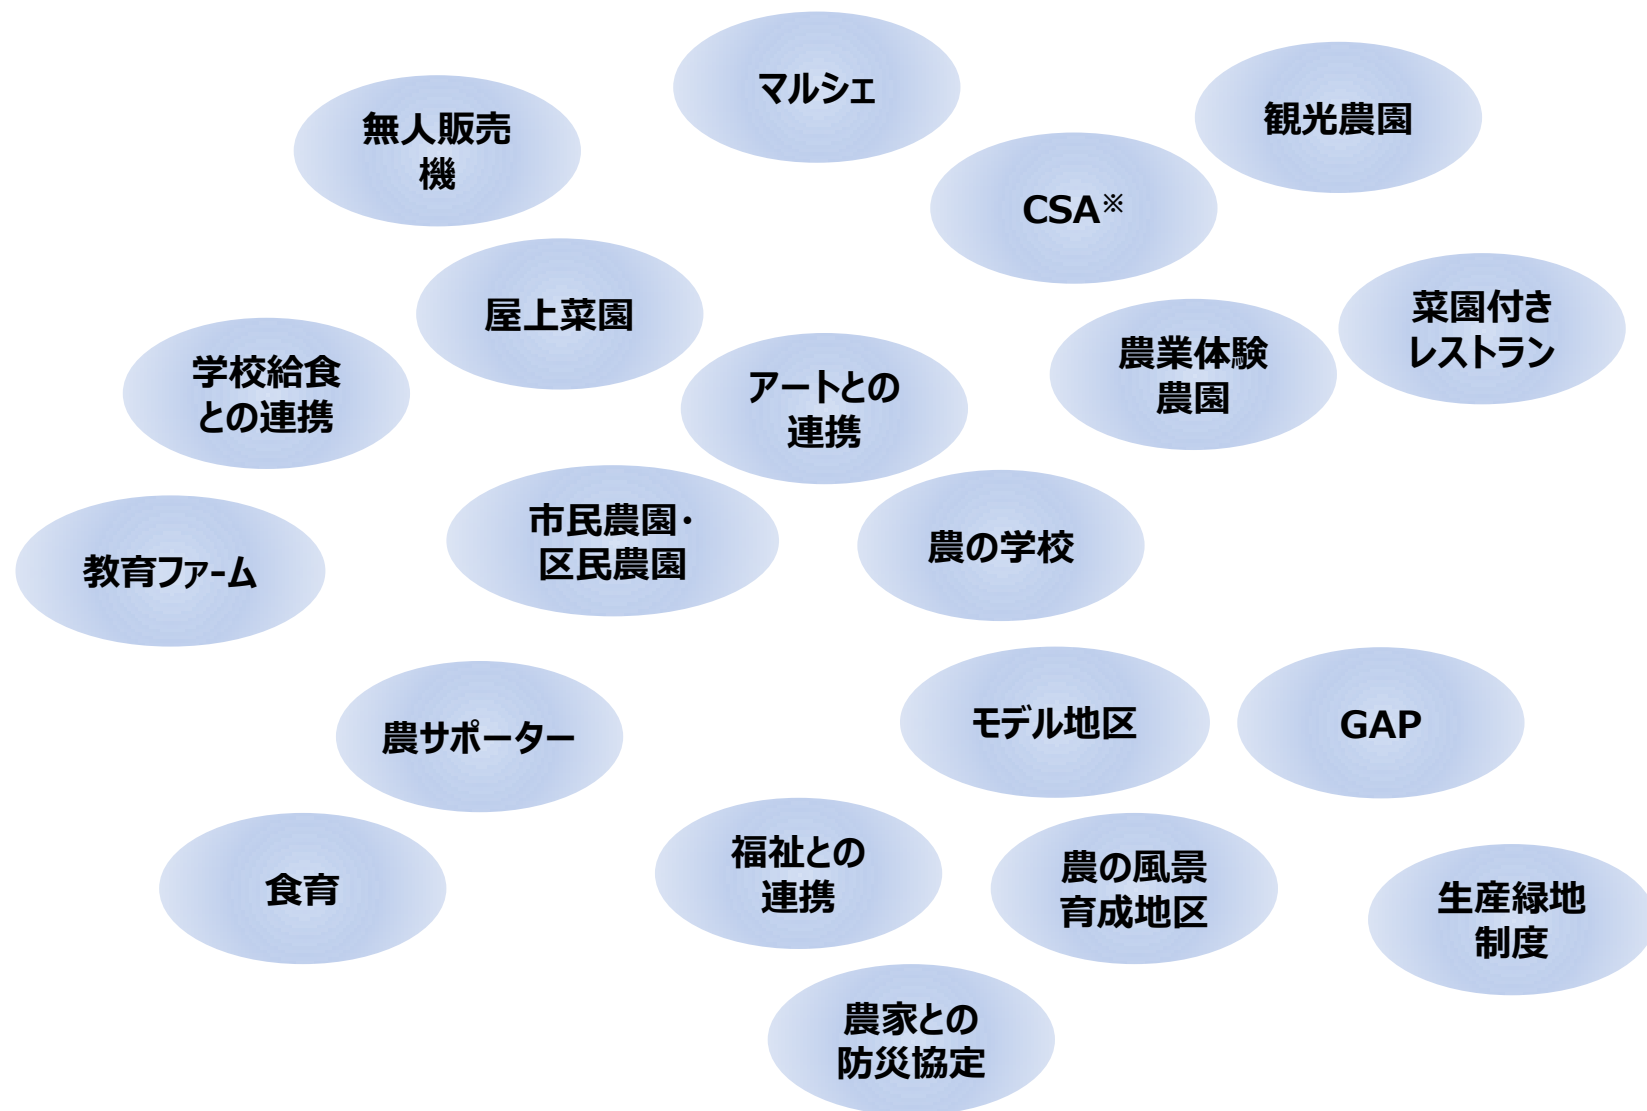 マルシェ
無人販売
機
観光農園
CSA※
屋上菜園
菜園付き
レストラン
学校給食
との連携
アートとの
連携
農業体験
農園
市民農園・
区民農園
農の学校
教育ファーム
農サポーター
モデル地区
GAP
食育
福祉との
連携
農の風景
育成地区
生産緑地
制度
農家との
防災協定